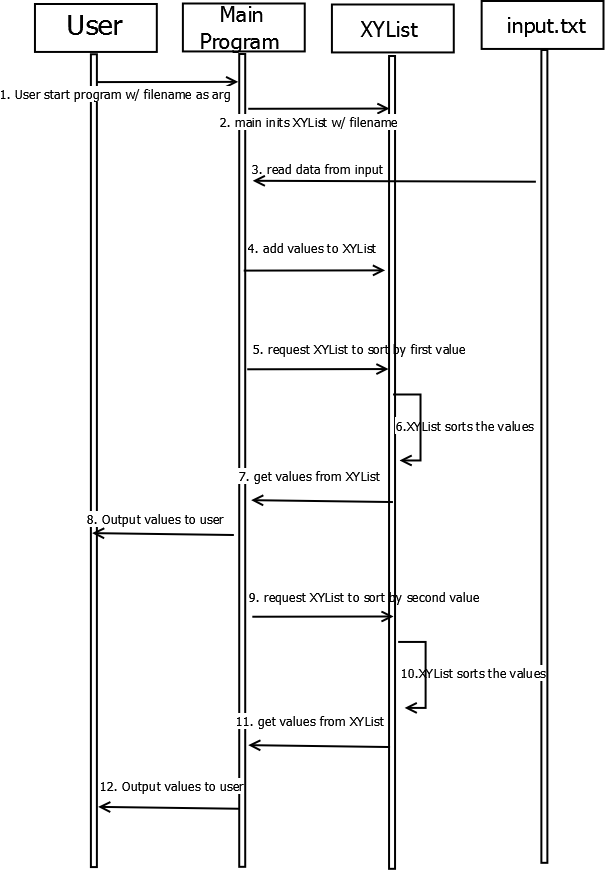 User
Main
Program
XYList
input.txt
1. User start program w/ filename as arg
2. main inits XYList w/ filename
3. read data from input
4. add values to XYList
5. request XYList to sort by first value
6.XYList sorts the values
7. get values from XYList
8. Output values to user
9. request XYList to sort by second value
10.XYList sorts the values
11. get values from XYList
12. Output values to user